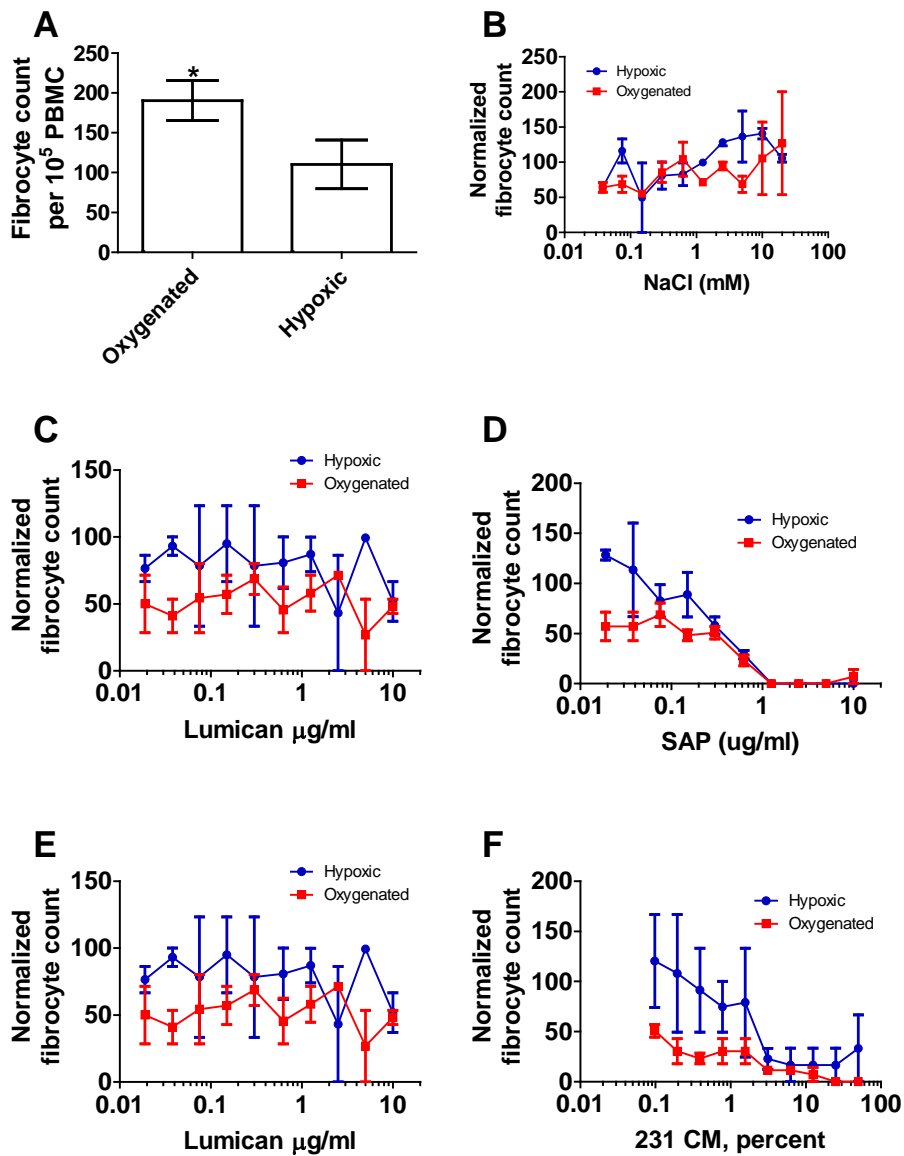 A
Fibrocyte count
per 10⁵ PBMC
250
200
150
100
50
0
*
Oxygenated
Hypoxic
B
Normalized
fibrocyte count
250
200
150
100
50
0
Hypoxic
Oxygenated
0.01 0.1 1 10 100
NaCl (mM)
C
Normalized
fibrocyte count
150
100
50
0
Hypoxic
Oxygenated
0.01 0.1 1 10
Lumican μg/ml
D
Normalized
fibrocyte count
200
150
100
50
0
Hypoxic
Oxygenated
0.01 0.1 1 10
SAP (ug/ml)
E
Normalized
fibrocyte count
150
100
50
0
Hypoxic
Oxygenated
0.01 0.1 1 10
Lumican μg/ml
F
Normalized
fibrocyte count
200
150
100
50
0
Hypoxic
Oxygenated
0.01 0.1 1 10 100
231 CM, percent